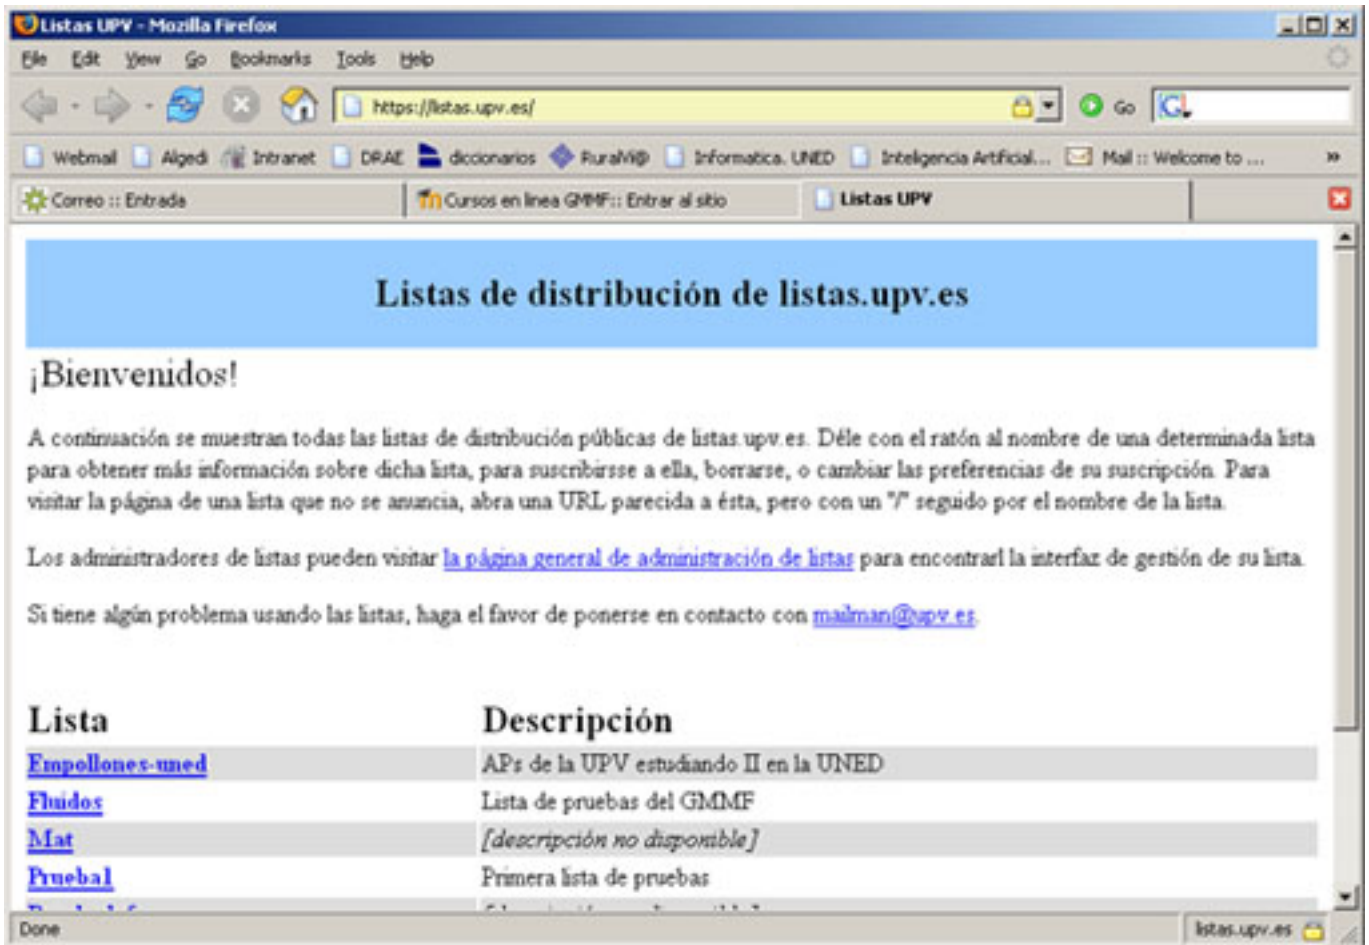 Listas UPV - Mozilla Firefox
File Edit View Go Bookmarks Tools Help
https://listas.upv.es/ Go
Webmail Algedi Intranet DRAE diccionarios RuralVi@ Informatica. UNED Inteligencia Artificial... Mail :: Welcome to ...
Correo :: Entrada Cursos en linea GMMF:: Entrar al sitio Listas UPV
Listas de distribución de listas.upv.es
¡Bienvenidos!
A continuación se muestran todas las listas de distribución públicas de listas.upv.es. Déle con el ratón al nombre de una determinada lista
para obtener más información sobre dicha lista, para suscribirsse a ella, borrarse, o cambiar las preferencias de su suscripción. Para
visitar la página de una lista que no se anuncia, abra una URL parecida a ésta, pero con un "/" seguido por el nombre de la lista.
Los administradores de listas pueden visitar la página general de administración de listas para encontrarl la interfaz de gestión de su lista.
Si tiene algún problema usando las listas, haga el favor de ponerse en contacto con mailman@upv.es.
Lista Descripción
Empollones-uned APs de la UPV estudiando II en la UNED
Fluidos Lista de pruebas del GMMF
Mat [descripción no disponible]
Prueba1 Primera lista de pruebas
Done listas.upv.es